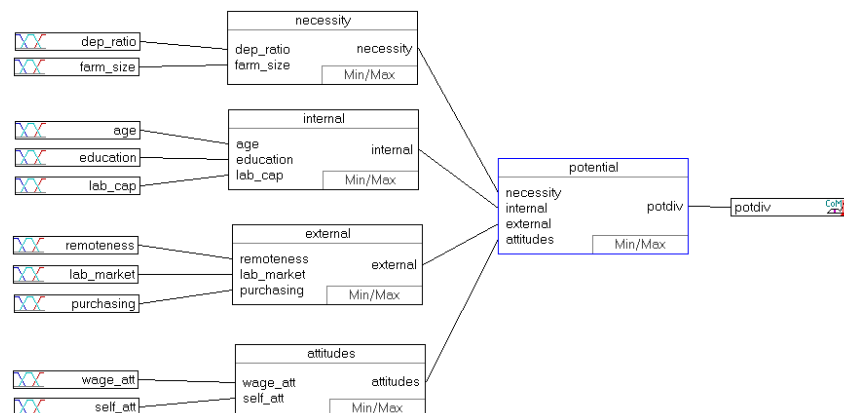 necessity
dep_ratio
farm_size
dep_ratio
farm_size
necessity
Min/Max
internal
age
education
lab_cap
age
education
lab_cap
internal
Min/Max
external
remoteness
lab_market
purchasing
remoteness
lab_market
purchasing
external
Min/Max
attitudes
wage_att
self_att
wage_att
self_att
attitudes
Min/Max
potential
necessity
internal
external
attitudes
potdiv
Min/Max
potdiv
CoM